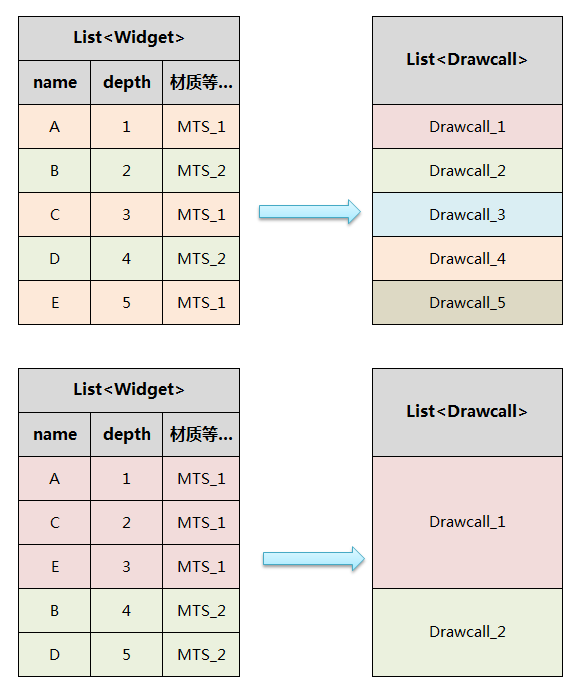 List<Widget>
name depth 材质等...
A 1 MTS_1
B 2 MTS_2
C 3 MTS_1
D 4 MTS_2
E 5 MTS_1
List<Drawcall>
Drawcall_1
Drawcall_2
Drawcall_3
Drawcall_4
Drawcall_5
List<Widget>
name depth 材质等...
A 1 MTS_1
C 2 MTS_1
E 3 MTS_1
B 4 MTS_2
D 5 MTS_2
List<Drawcall>
Drawcall_1
Drawcall_2